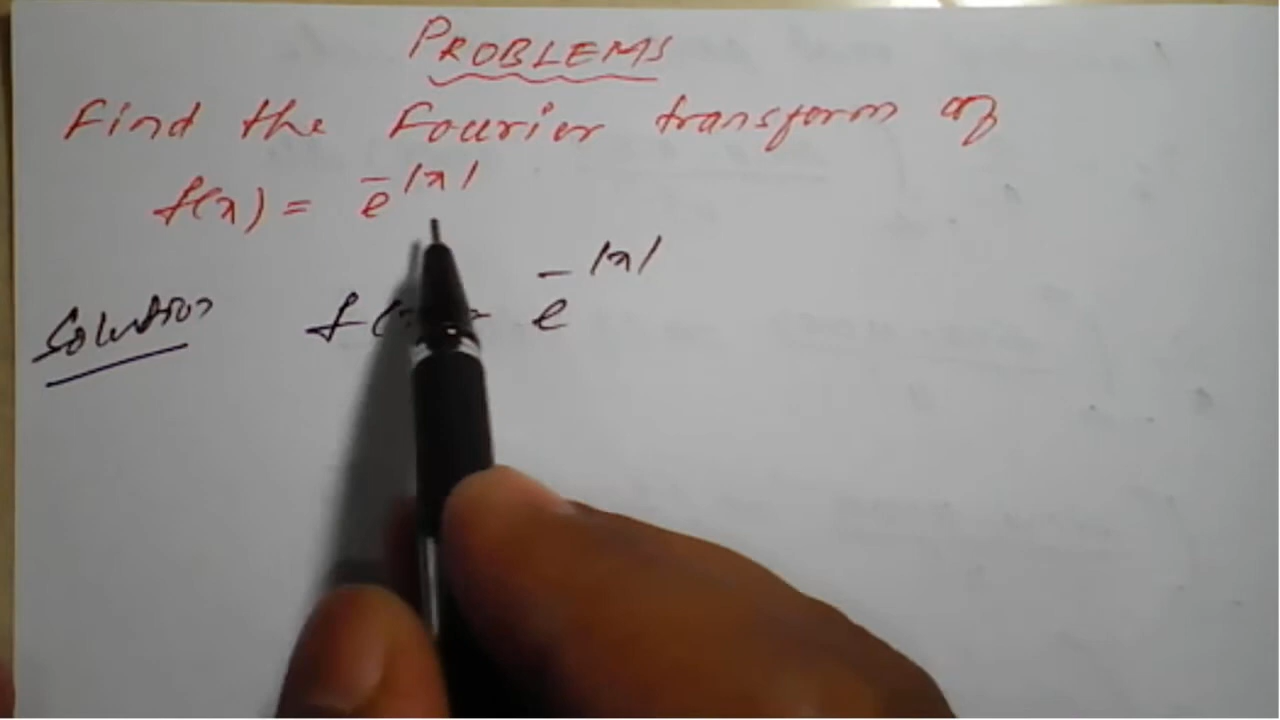 PROBLEMS
Find the Fourier transform of
f(x) = e^-|x|
Solution f( e^-|x|